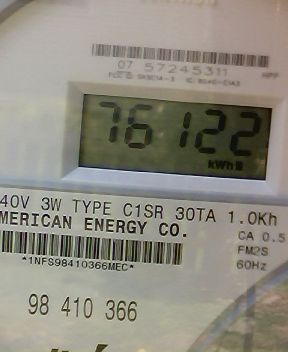 07 57245311
76122
kWh
40V 3W TYPE C1SR 30TA 1.0Kh
MERICAN ENERGY CO.
CA 0.5
FM2S
*1NFS98410366MEC*
60Hz
98 410 366